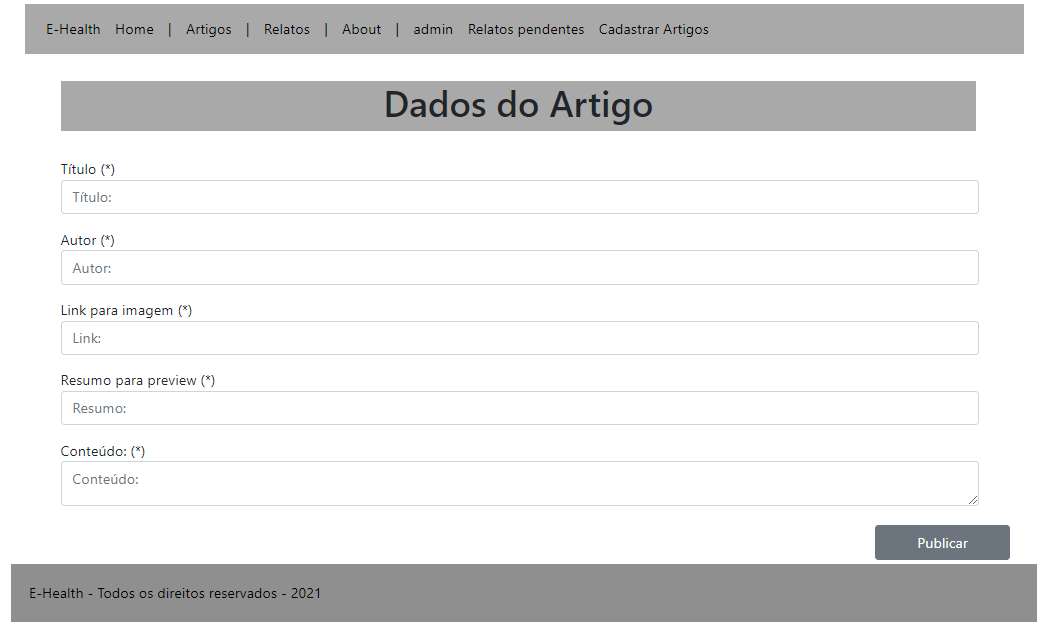 E-Health Home | Artigos | Relatos | About | admin Relatos pendentes Cadastrar Artigos
Dados do Artigo
Título (*)
Título:
Autor (*)
Autor:
Link para imagem (*)
Link:
Resumo para preview (*)
Resumo:
Conteúdo: (*)
Conteúdo:
Publicar
E-Health - Todos os direitos reservados - 2021